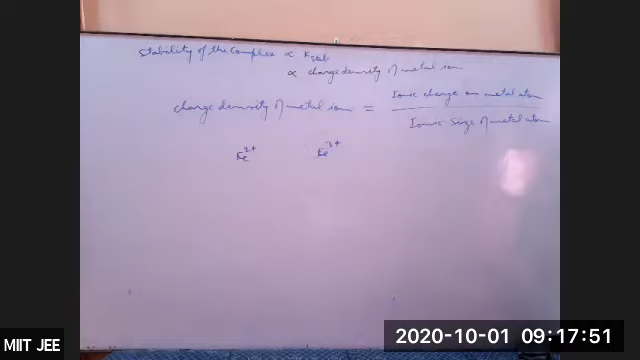 Stability of the complex ∝ Kstab
∝ charge density of metal ion
charge density of metal ion = Ionic charge on metal atom
Ionic size of metal atom
Fe2+ Fe3+
MIIT JEE
2020-10-01 09:17:51